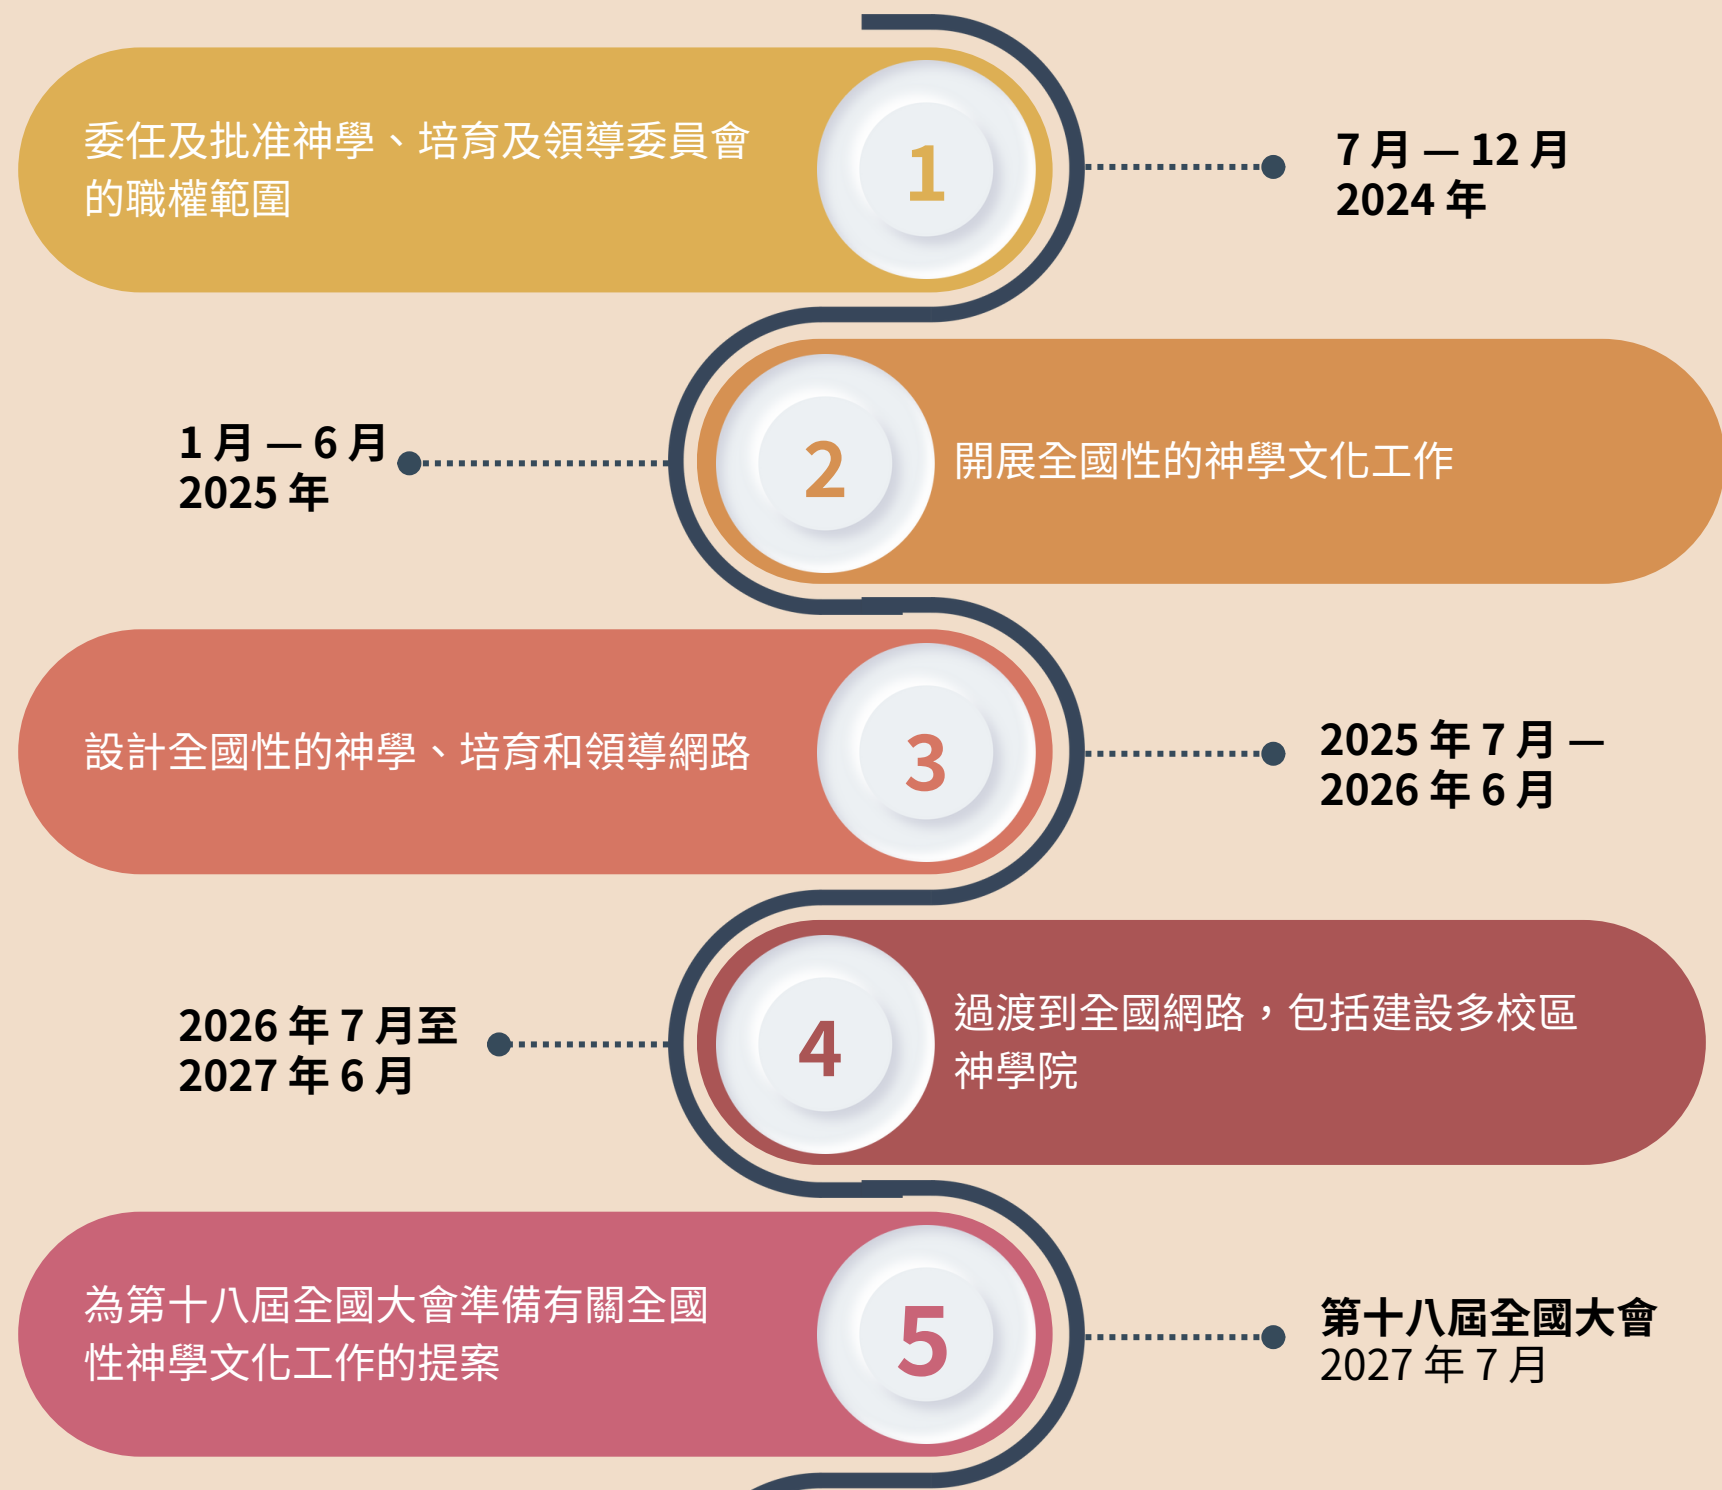 委任及批准神學、培育及領導委員會
的職權範圍
1
7 月 — 12 月
2024 年
1 月 — 6 月
2025 年
2
開展全國性的神學文化工作
設計全國性的神學、培育和領導網路
3
2025 年 7 月 —
2026 年 6 月
2026 年 7 月至
2027 年 6 月
4
過渡到全國網路，包括建設多校區
神學院
為第十八屆全國大會準備有關全國
性神學文化工作的提案
5
第十八屆全國大會
2027 年 7 月